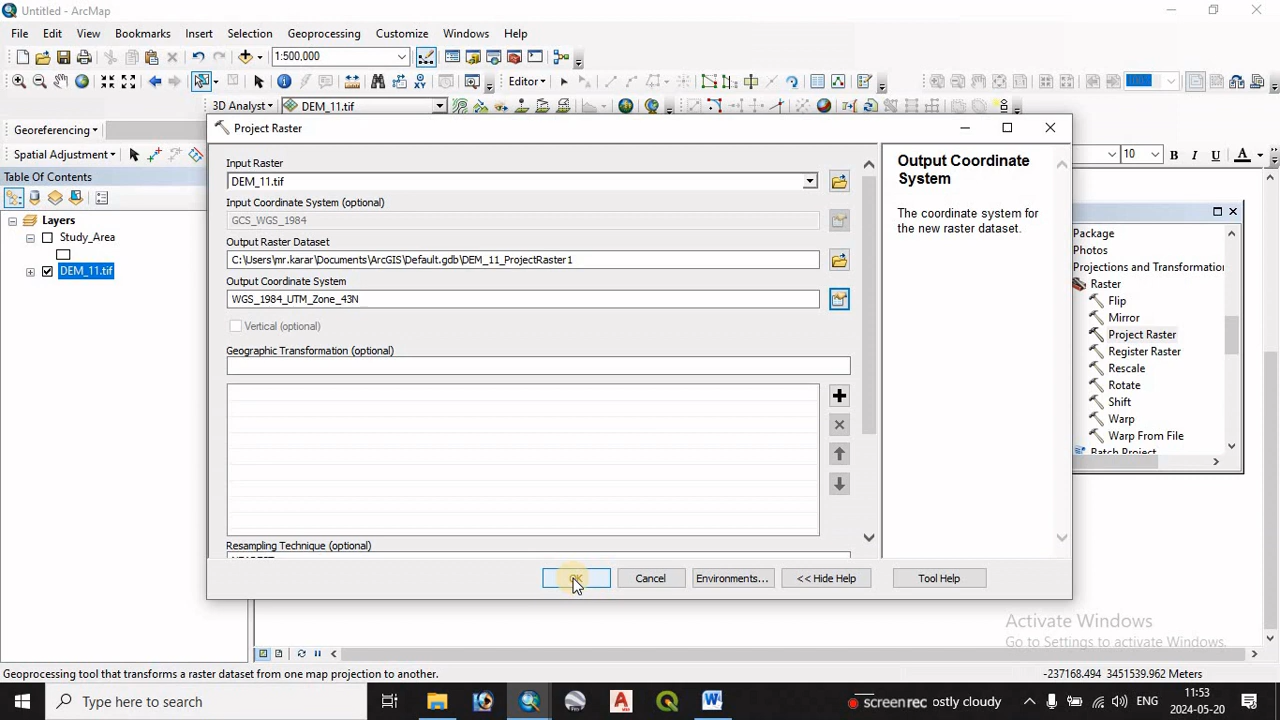 Untitled - ArcMap
File Edit View Bookmarks Insert Selection Geoprocessing Customize Windows Help
1:500,000
Editor
3D Analyst DEM_11.tif
Georeferencing
Project Raster
Spatial Adjustment
10 B I U A
Table Of Contents
Layers
Study_Area
DEM_11.tif
Input Raster
DEM_11.tif
Input Coordinate System (optional)
GCS_WGS_1984
Output Raster Dataset
C:\Users\mr.karar\Documents\ArcGIS\Default.gdb\DEM_11_ProjectRaster1
Output Coordinate System
WGS_1984_UTM_Zone_43N
Vertical (optional)
Geographic Transformation (optional)
Resampling Technique (optional)
OK Cancel Environments... << Hide Help Tool Help
Output Coordinate
System
The coordinate system for
the new raster dataset.
Package
Photos
Projections and Transformation
Raster
Flip
Mirror
Project Raster
Register Raster
Rescale
Rotate
Shift
Warp
Warp From File
Batch Project
Activate Windows
Go to Settings to activate Windows.
Geoprocessing tool that transforms a raster dataset from one map projection to another.
-237168.494 3451539.962 Meters
Type here to search
screenrec ostly cloudy
ENG
11:53
2024-05-20